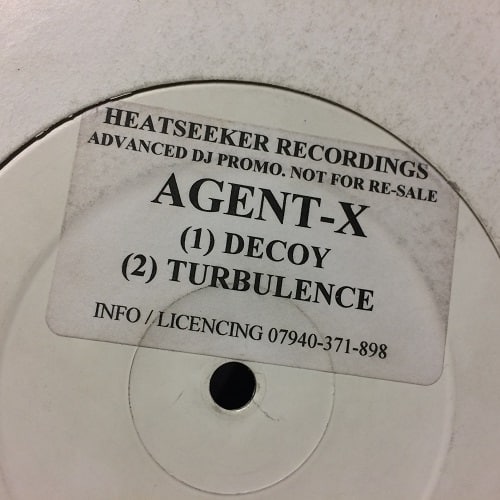 HEATSEEKER RECORDINGS
ADVANCED DJ PROMO. NOT FOR RE-SALE
AGENT-X
(1) DECOY
(2) TURBULENCE
INFO / LICENCING 07940-371-898